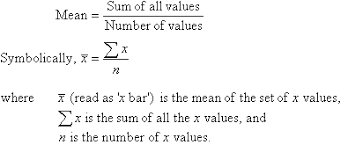 Mean = Sum of all values / Number of values
Symbolically, x̅ = ∑x / n
where x̅ (read as 'x bar') is the mean of the set of x values,
∑x is the sum of all the x values, and
n is the number of x values.